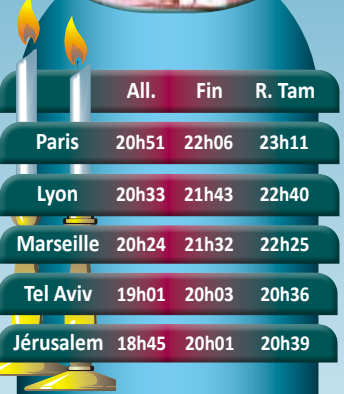 All. Fin R. Tam
Paris 20h51 22h06 23h11
Lyon 20h33 21h43 22h40
Marseille 20h24 21h32 22h25
Tel Aviv 19h01 20h03 20h36
Jérusalem 18h45 20h01 20h39